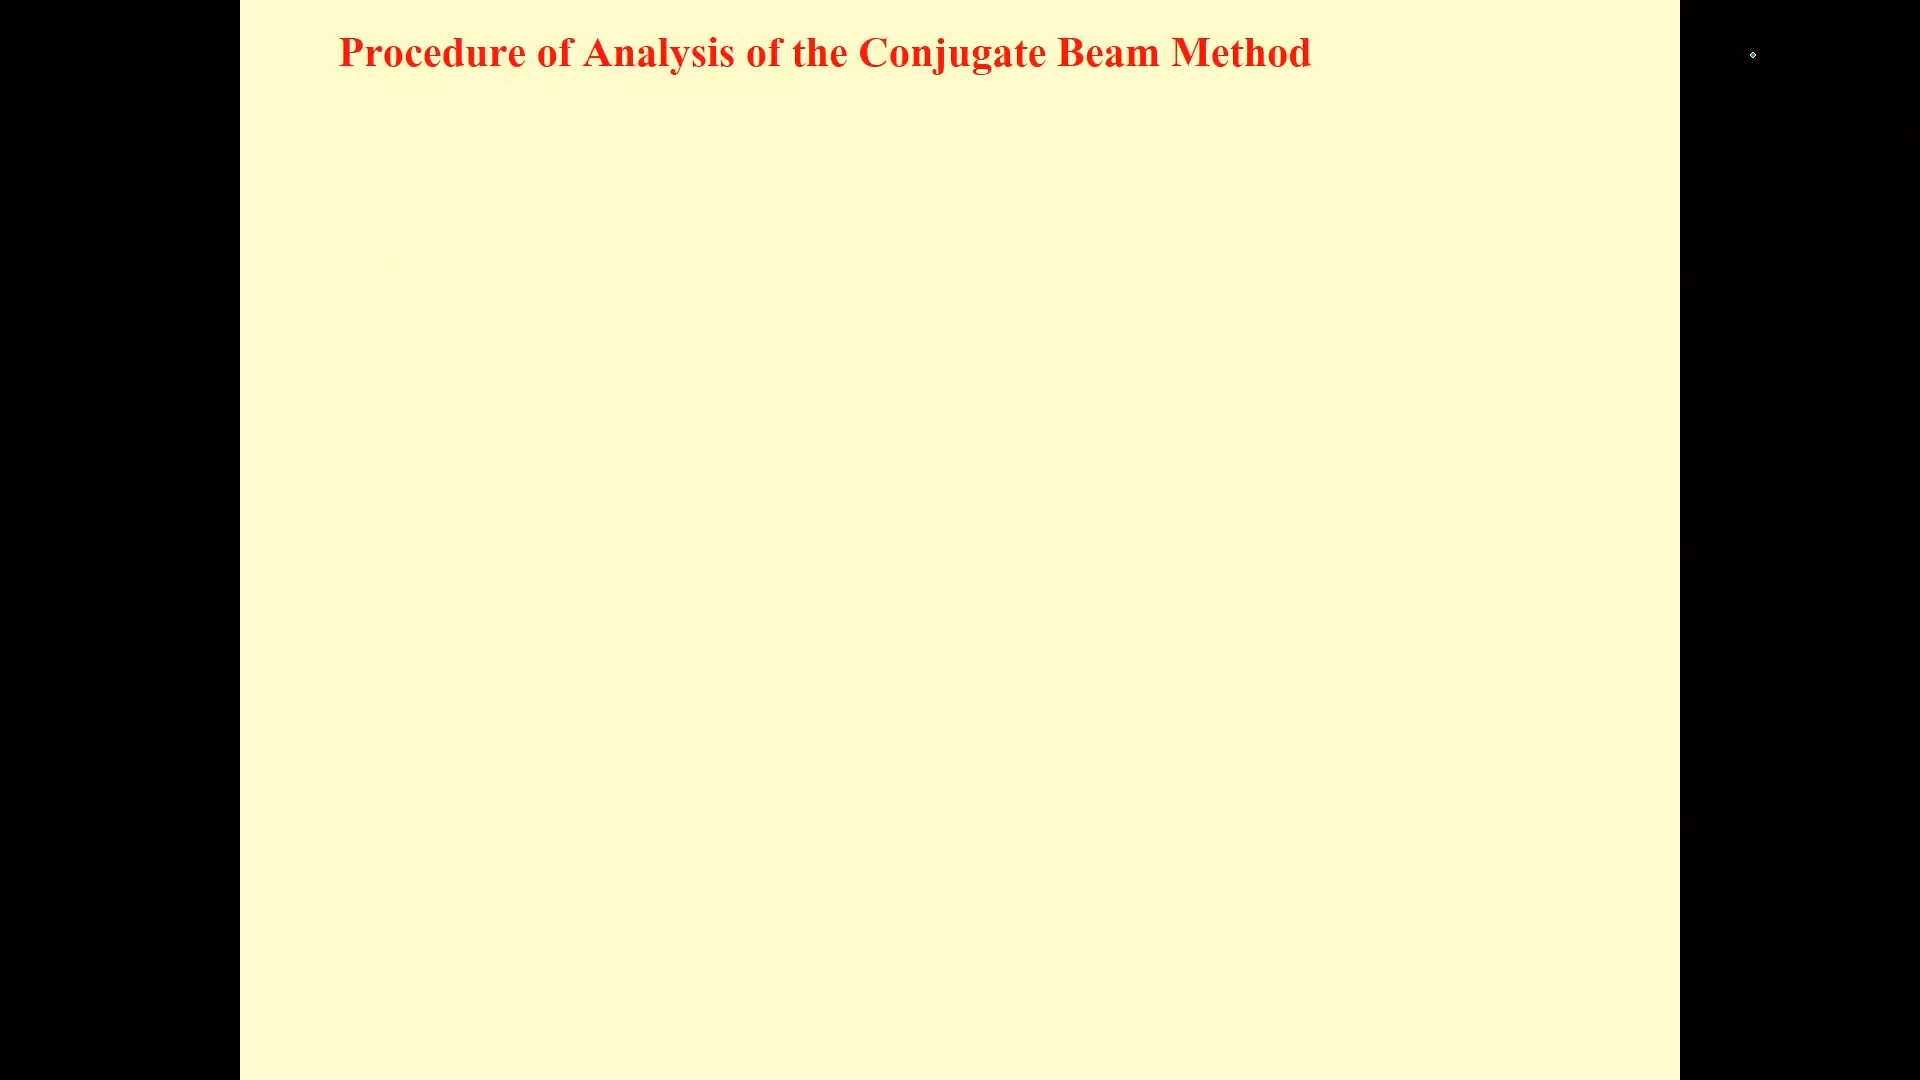 Procedure of Analysis of the Conjugate Beam Method